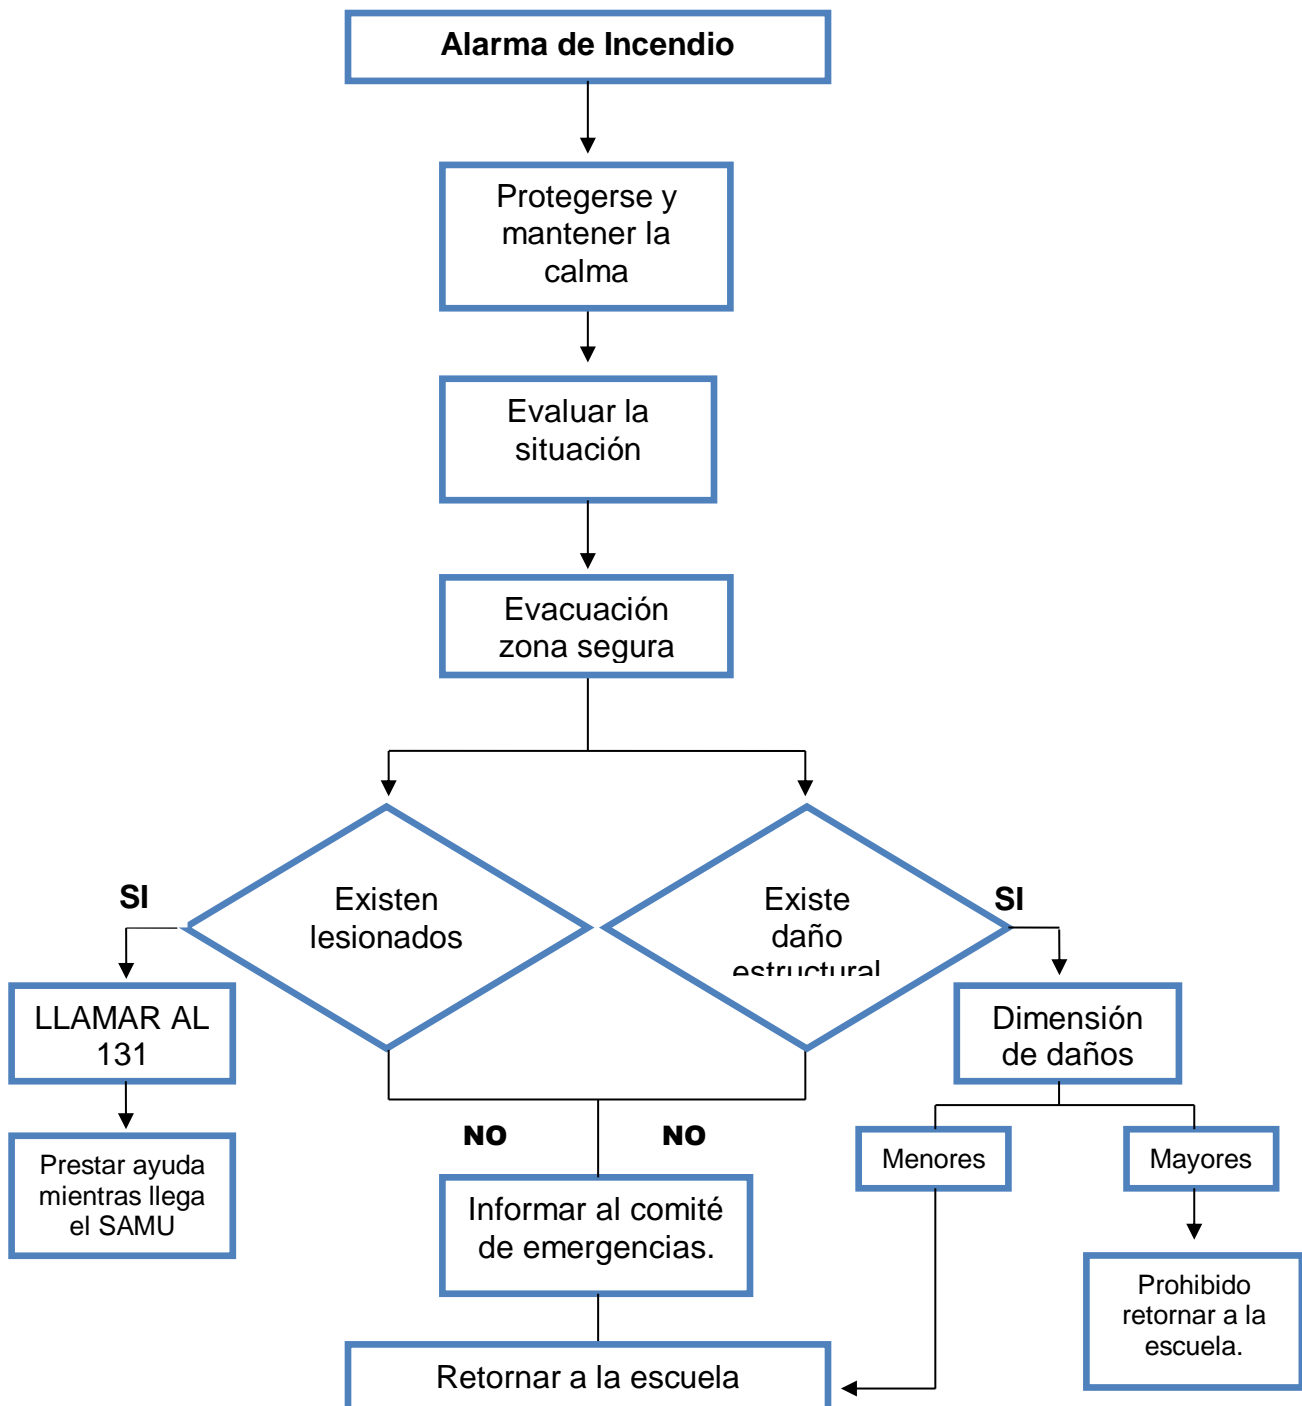 Alarma de Incendio
Protegerse y
mantener la
calma
Evaluar la
situación
Evacuación
zona segura
SI
Existen
lesionados
Existe
daño
estructural
SI
LLAMAR AL
131
Dimensión
de daños
NO
NO
Menores
Mayores
Prestar ayuda
mientras llega
el SAMU
Informar al comité
de emergencias.
Prohibido
retornar a la
escuela.
Retornar a la escuela